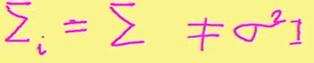 Σᵢ = Σ ≠ σ²I